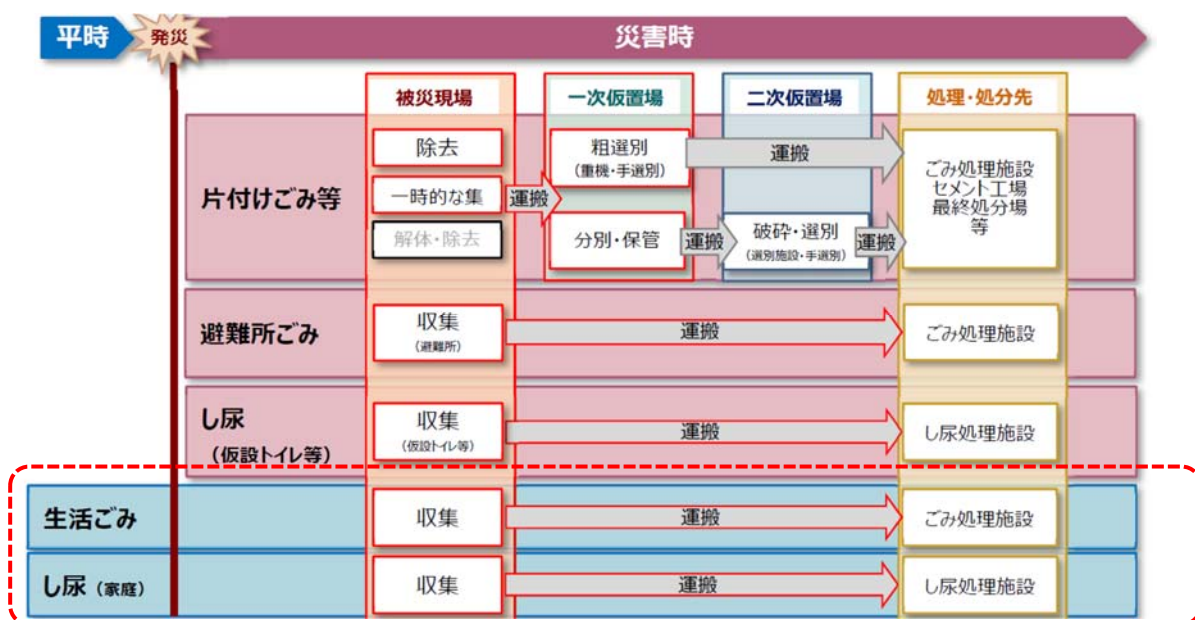 平時
発災
災害時
被災現場
一次仮置場
二次仮置場
処理・処分先
片付けごみ等
除去
一時的な集
解体・除去
運搬
粗選別
(重機・手選別)
分別・保管
運搬
運搬
破砕・選別
(選別施設・手選別)
運搬
ごみ処理施設
セメント工場
最終処分場
等
避難所ごみ
収集
(避難所)
運搬
ごみ処理施設
し尿
(仮設トイレ等)
収集
(仮設トイレ等)
運搬
し尿処理施設
生活ごみ
収集
運搬
ごみ処理施設
し尿(家庭)
収集
運搬
し尿処理施設